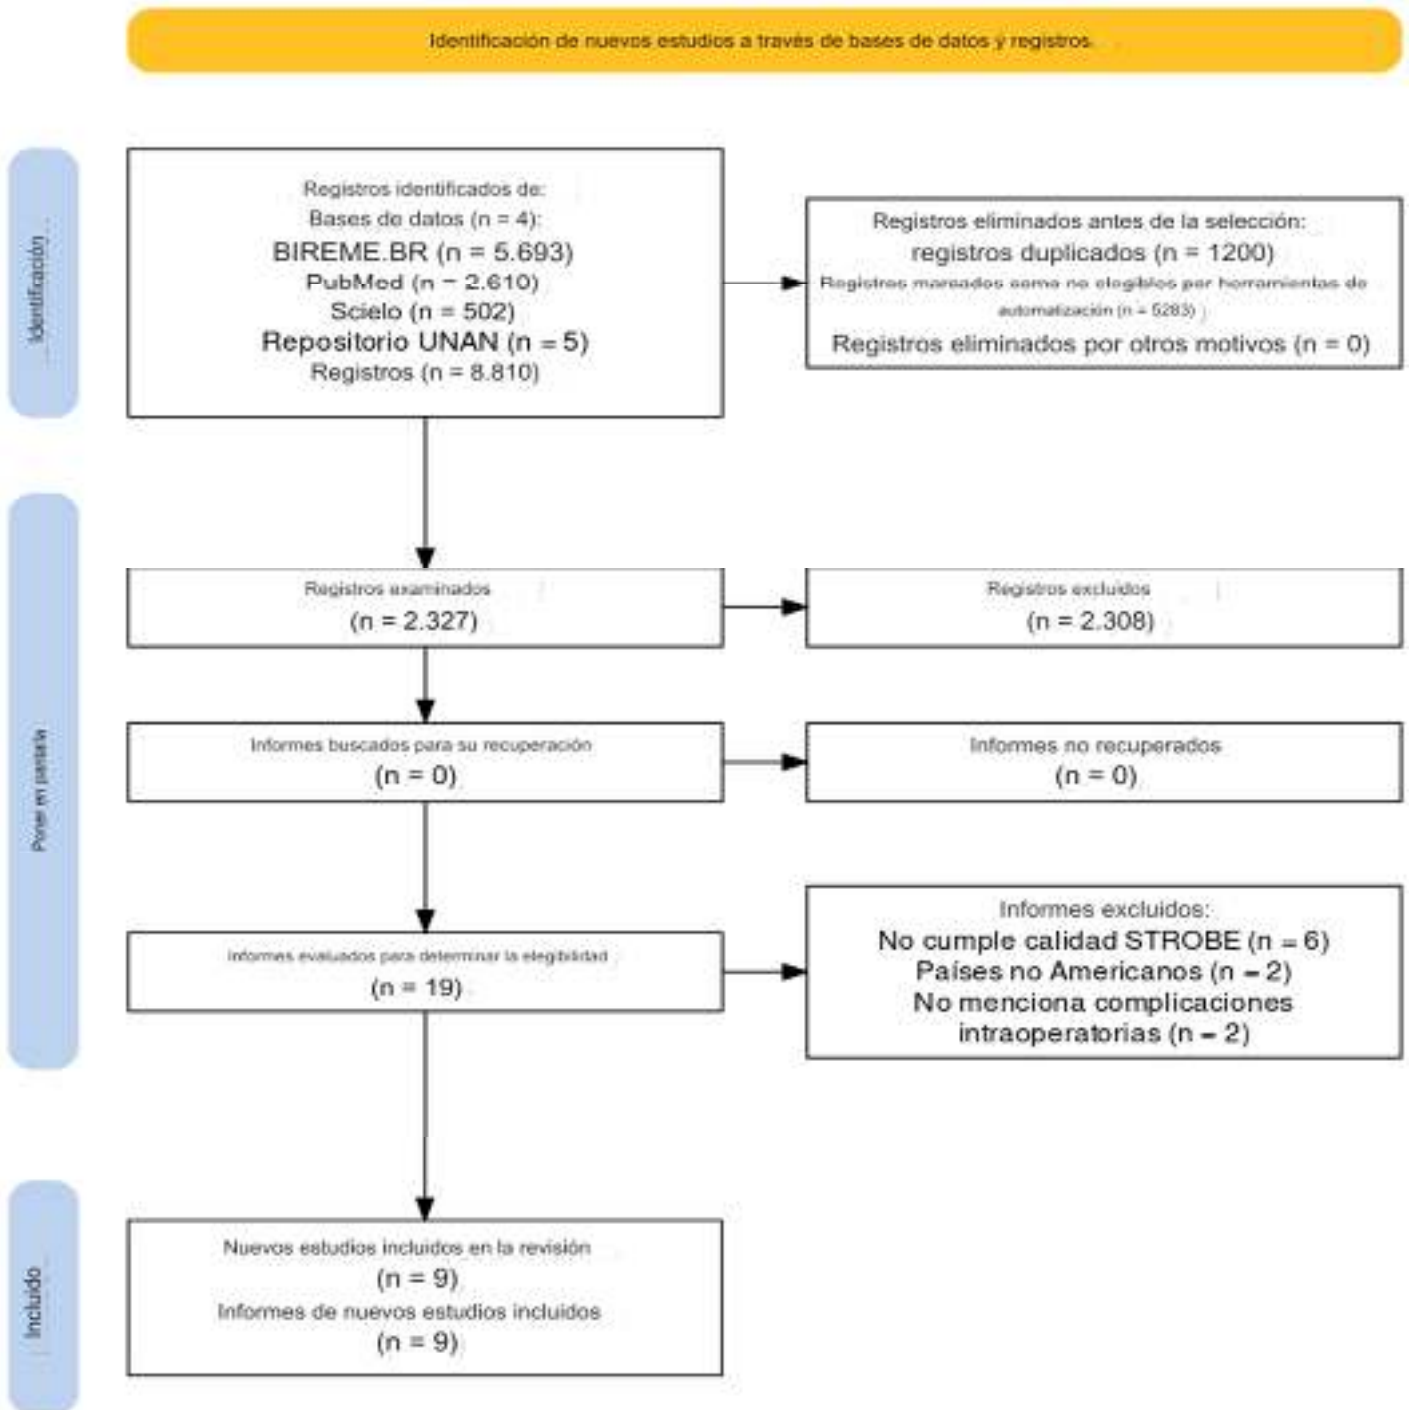 Identificación de nuevos estudios a través de bases de datos y registros.
Identificación
Registros identificados de:
Bases de datos (n = 4):
BIREME.BR (n = 5.693)
PubMed (n = 2.610)
Scielo (n = 502)
Repositorio UNAN (n = 5)
Registros (n = 8.810)
Registros eliminados antes de la selección:
registros duplicados (n = 1200)
Registros marcados como no elegibles por herramientas de
automatización (n = 5283)
Registros eliminados por otros motivos (n = 0)
Poner en pantalla
Registros examinados
(n = 2.327)
Registros excluidos
(n = 2.308)
Informes buscados para su recuperación
(n = 0)
Informes no recuperados
(n = 0)
Informes evaluados para determinar la elegibilidad
(n = 19)
Informes excluidos:
No cumple calidad STROBE (n = 6)
Países no Americanos (n = 2)
No menciona complicaciones
intraoperatorias (n = 2)
Incluido
Nuevos estudios incluidos en la revisión
(n = 9)
Informes de nuevos estudios incluidos
(n = 9)